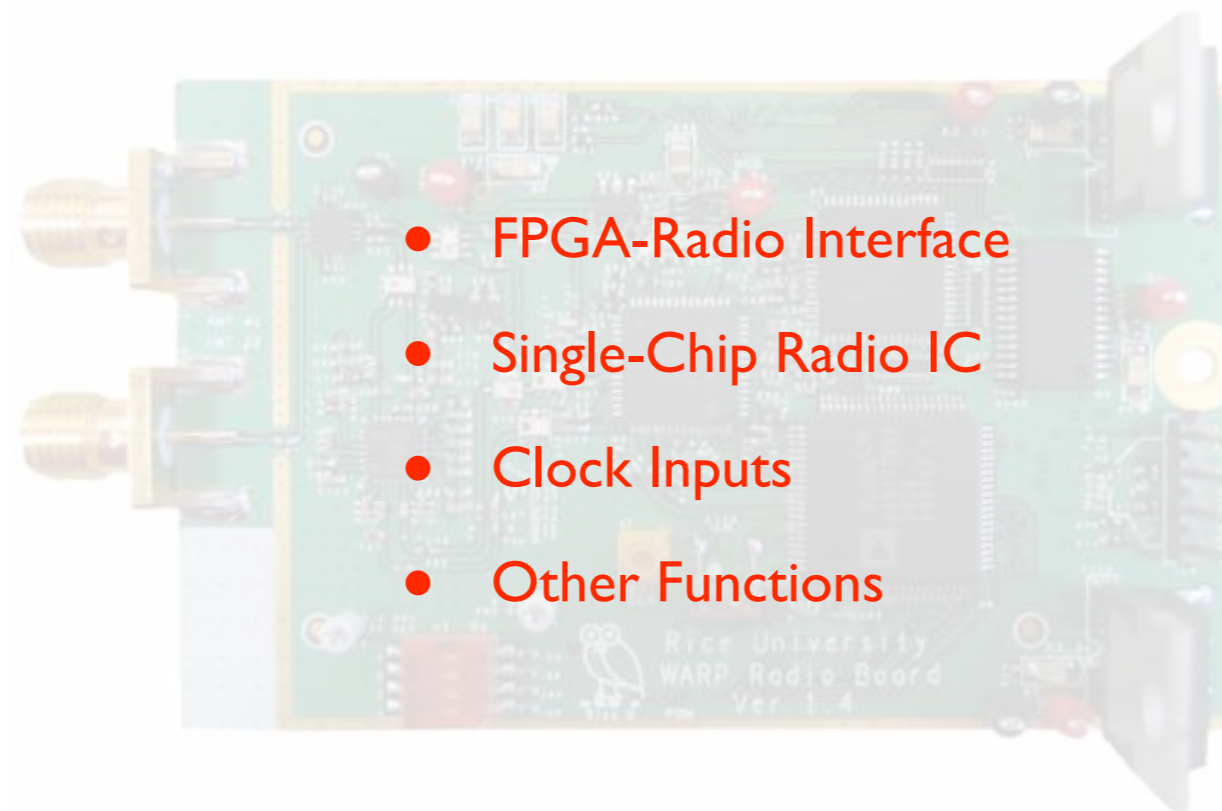 • FPGA-Radio Interface
• Single-Chip Radio IC
• Clock Inputs
• Other Functions
Rice University
WARP Radio Board
Ver 1.4